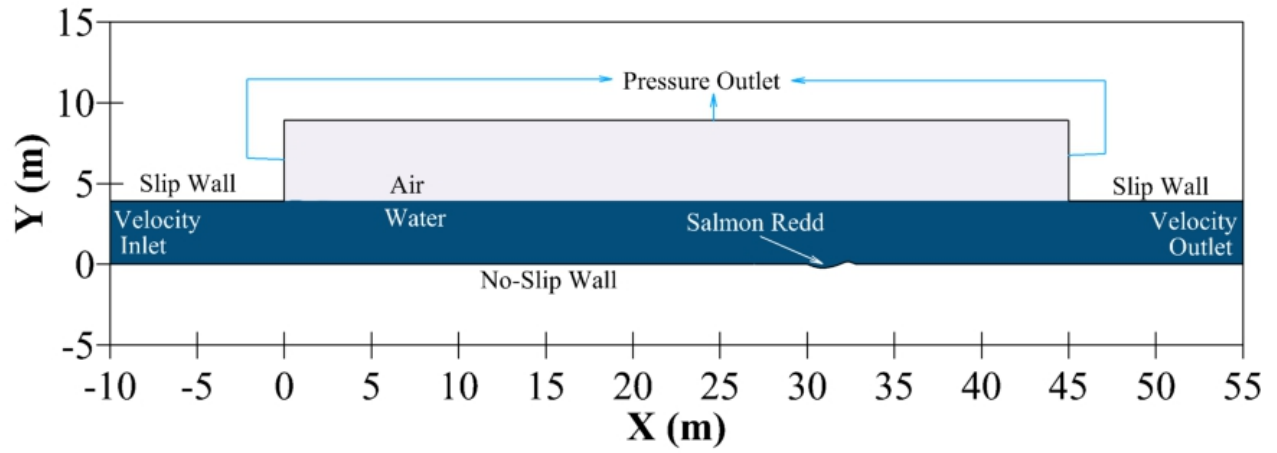 15
Pressure Outlet
10
Y (m)
Slip Wall
Air
Slip Wall
5
Velocity
Inlet
Water
Salmon Redd
Velocity
Outlet
0
No-Slip Wall
-5
-10 -5 0 5 10 15 20 25 30 35 40 45 50 55
X (m)